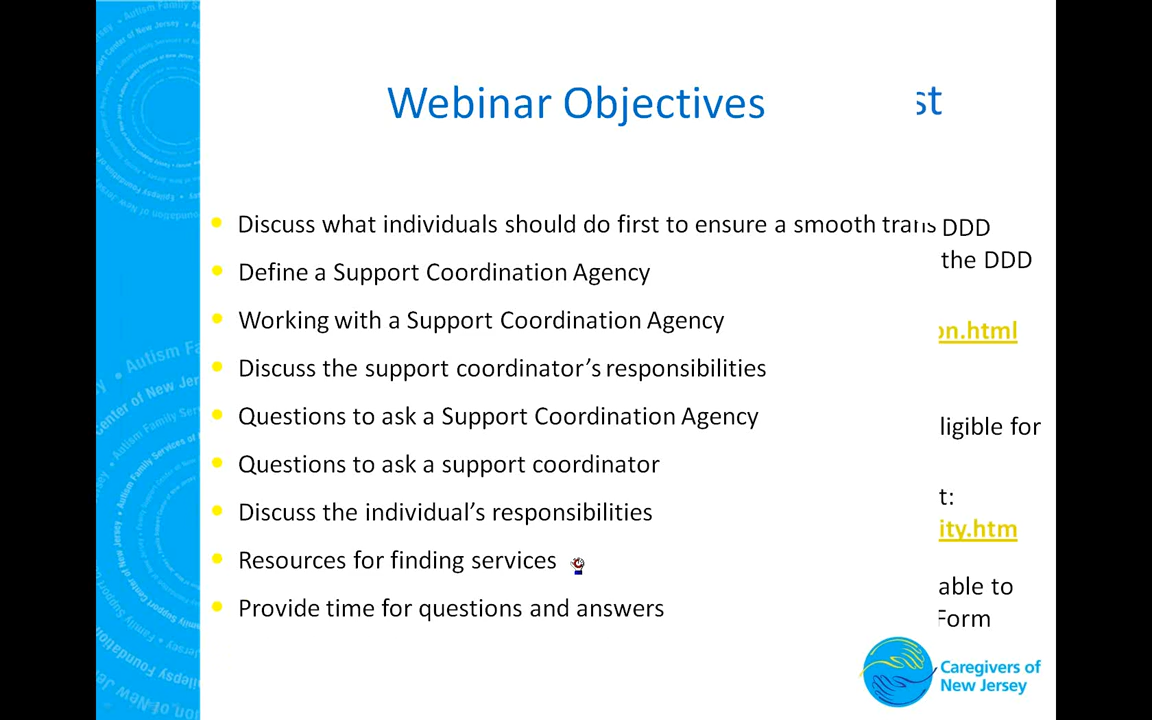 Webinar Objectives
st
Discuss what individuals should do first to ensure a smooth trans
DDD
the DDD
Define a Support Coordination Agency
Working with a Support Coordination Agency
on.html
Discuss the support coordinator's responsibilities
Questions to ask a Support Coordination Agency
ligible for
Questions to ask a support coordinator
t:
Discuss the individual's responsibilities
ity.htm
Resources for finding services
able to
Provide time for questions and answers
Form
Caregivers of
New Jersey